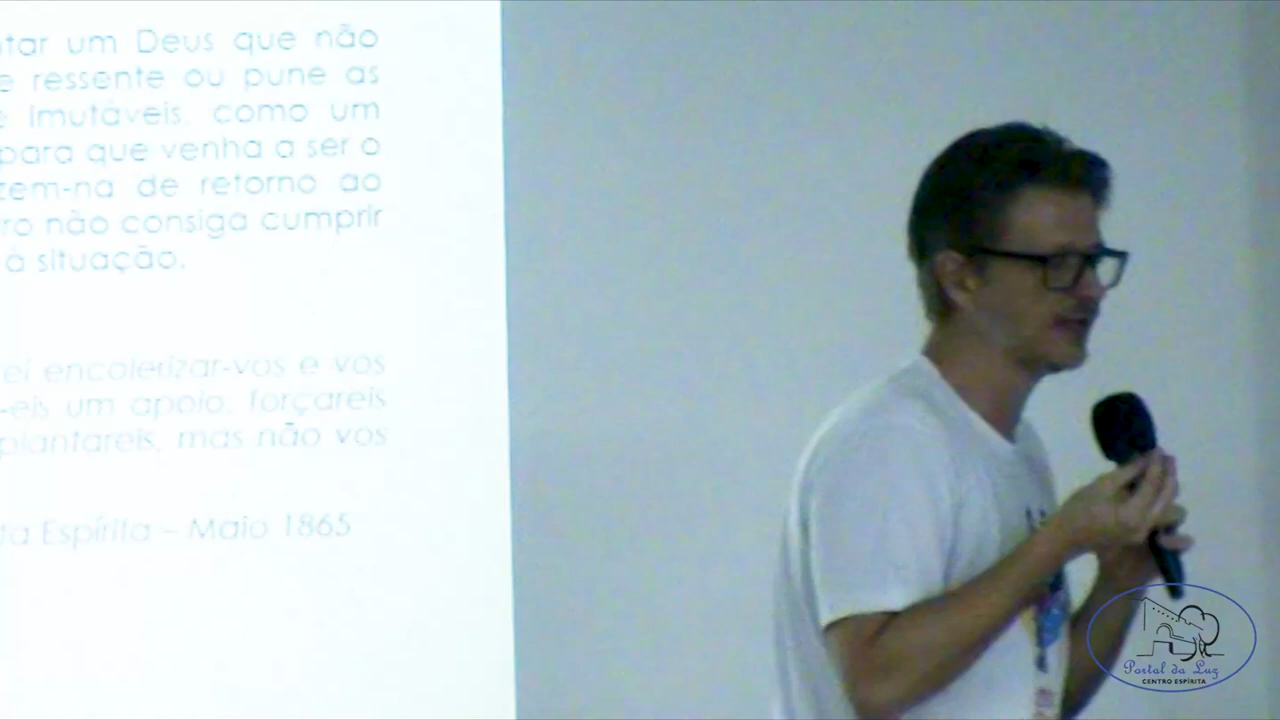 tar um Deus que não
e ressente ou pune as
e imutáveis, como um
para que venha a ser o
zem-na de retorno ao
ro não consiga cumprir
à situação.
ei encolerizar-vos e vos
-eis um apoio, forçareis
plantareis, mas não vos
ta Espírita – Maio 1865
Portal da Luz
CENTRO ESPÍRITA